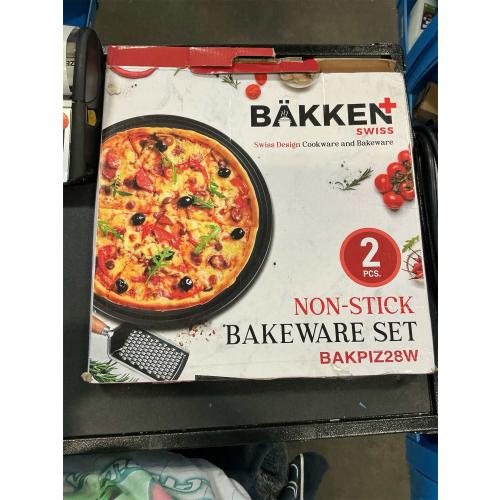 BÄKKEN
SWISS
Swiss Design Cookware and Bakeware
2
PCS.
NON-STICK
BAKEWARE SET
BAKPIZ28W